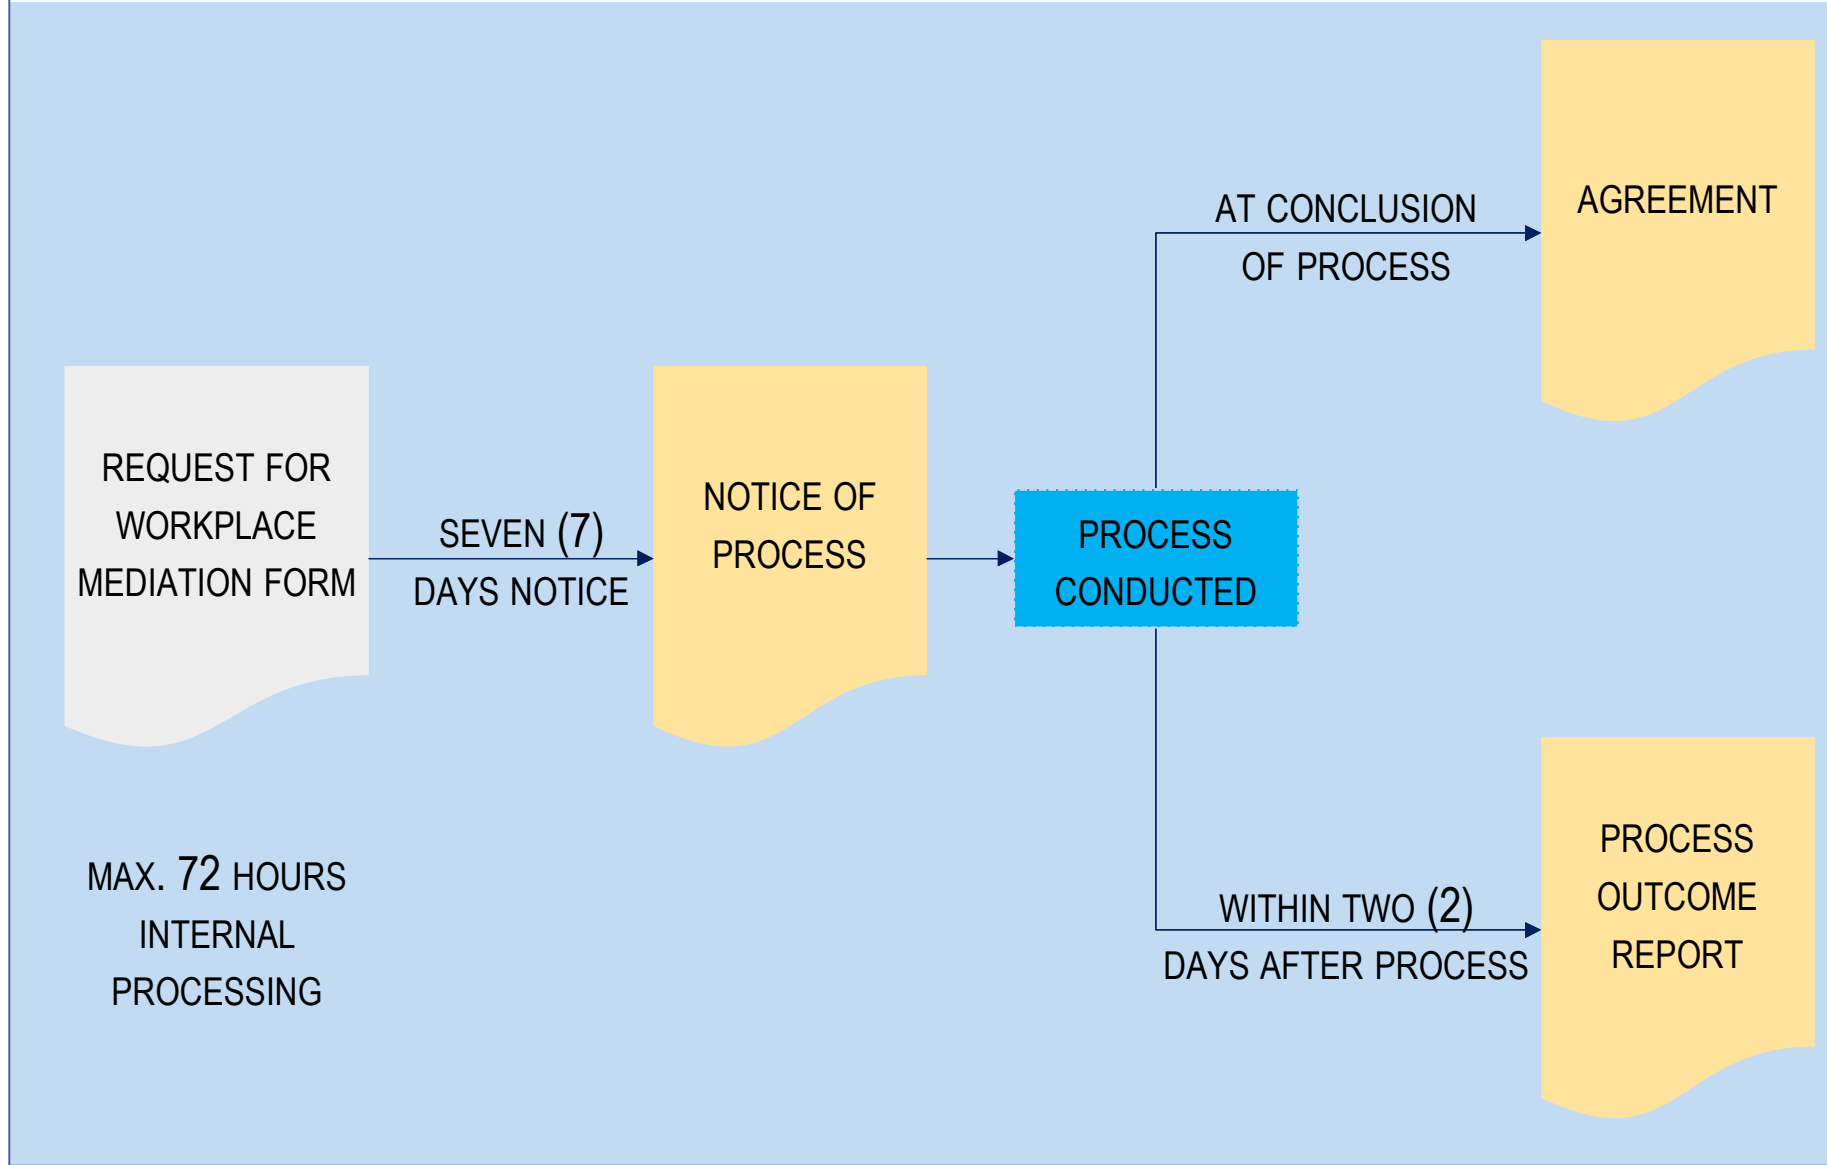 REQUEST FOR
WORKPLACE
MEDIATION FORM
MAX. 72 HOURS
INTERNAL
PROCESSING
SEVEN (7)
DAYS NOTICE
NOTICE OF
PROCESS
PROCESS
CONDUCTED
AT CONCLUSION
OF PROCESS
AGREEMENT
WITHIN TWO (2)
DAYS AFTER PROCESS
PROCESS
OUTCOME
REPORT